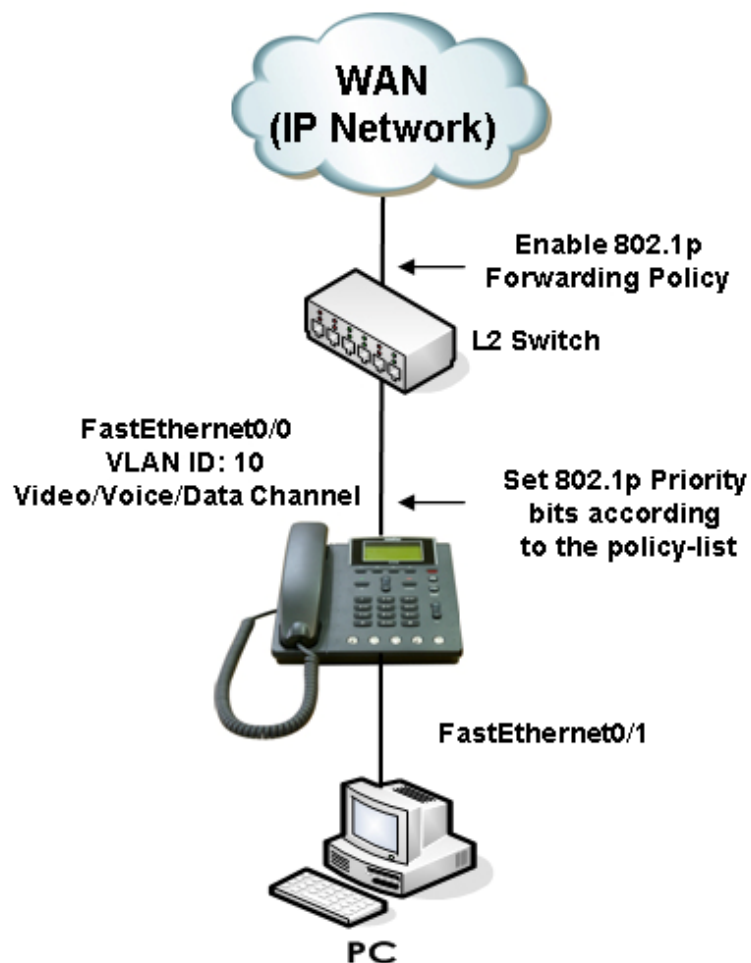 WAN
(IP Network)
Enable 802.1p
Forwarding Policy
L2 Switch
FastEthernet0/0
VLAN ID: 10
Video/Voice/Data Channel
Set 802.1p Priority
bits according
to the policy-list
FastEthernet0/1
PC